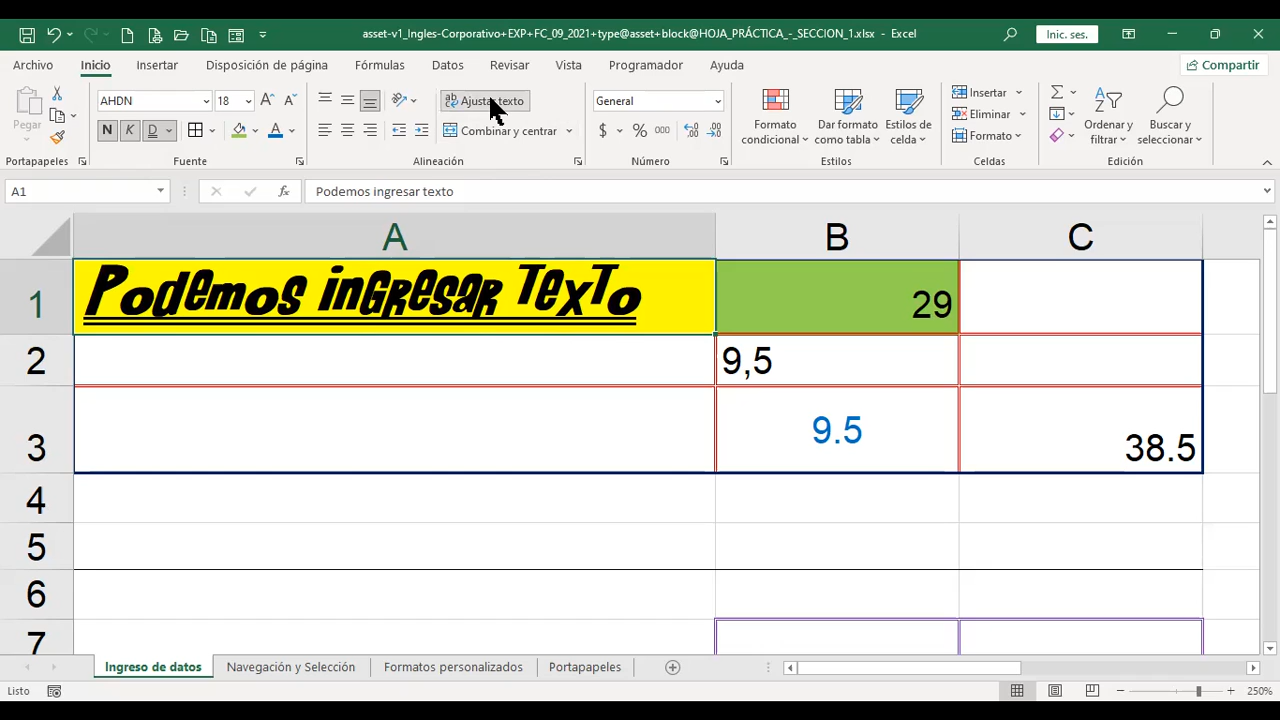 asset-v1_Ingles-Corporativo+EXP+FC_09_2021+type@asset+block@HOJA_PRÁCTICA_-_SECCION_1.xlsx - Excel
Inic. ses.
Archivo Inicio Insertar Disposición de página Fórmulas Datos Revisar Vista Programador Ayuda
Compartir
Pegar
AHDN 18
N K D
Ajustar texto
Combinar y centrar
General
$ % 000
Formato condicional
Dar formato como tabla
Estilos de celda
Insertar
Eliminar
Formato
Ordenar y filtrar
Buscar y seleccionar
Portapapeles Fuente Alineación Número Estilos Celdas Edición
A1 fx Podemos ingresar texto
A B C
1 Podemos ingresar texto 29
2 9,5
3 9.5 38.5
4
5
6
7
Ingreso de datos Navegación y Selección Formatos personalizados Portapapeles
Listo 250%